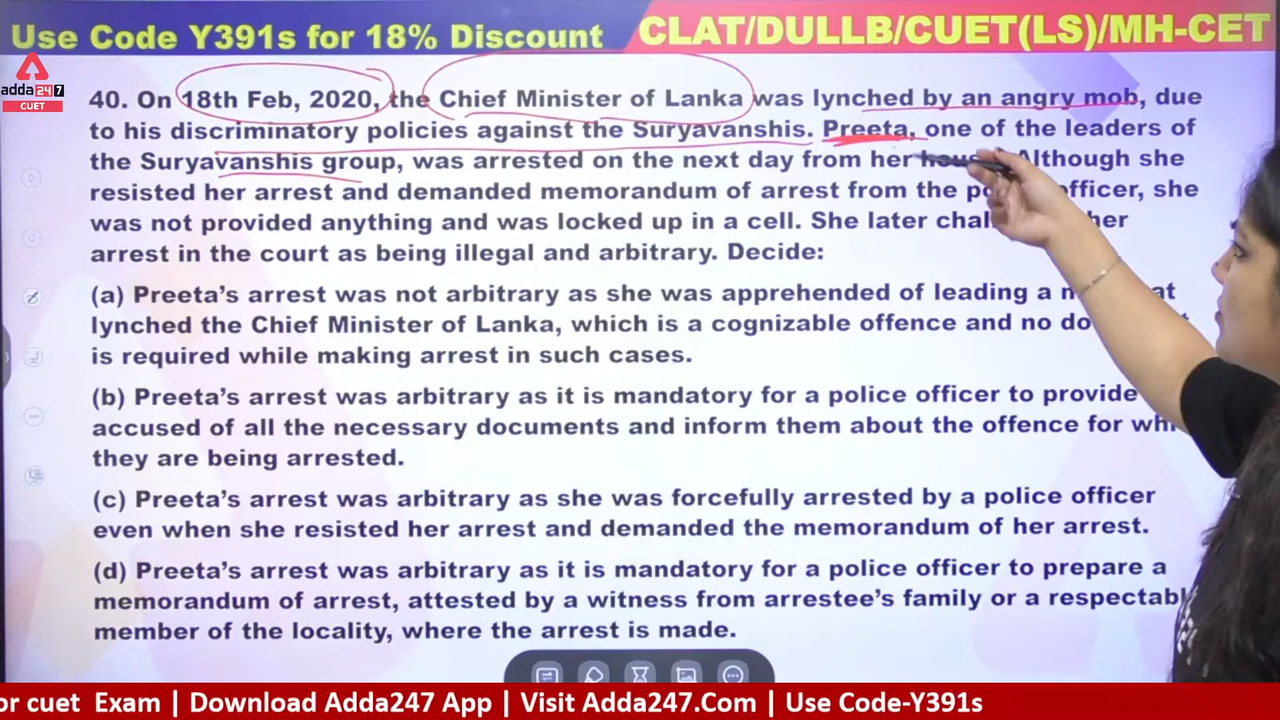 Use Code Y391s for 18% Discount
CLAT/DULLB/CUET(LS)/MH-CET
adda247
CUET
40. On 18th Feb, 2020, the Chief Minister of Lanka was lynched by an angry mob, due
to his discriminatory policies against the Suryavanshis. Preeta, one of the leaders of
the Suryavanshis group, was arrested on the next day from her Although she
resisted her arrest and demanded memorandum of arrest from the officer, she
was not provided anything and was locked up in a cell. She later her
arrest in the court as being illegal and arbitrary. Decide:
(a) Preeta's arrest was not arbitrary as she was apprehended of leading a
lynched the Chief Minister of Lanka, which is a cognizable offence and no
is required while making arrest in such cases.
(b) Preeta's arrest was arbitrary as it is mandatory for a police officer to provide
accused of all the necessary documents and inform them about the offence for
they are being arrested.
(c) Preeta's arrest was arbitrary as she was forcefully arrested by a police officer
even when she resisted her arrest and demanded the memorandum of her arrest.
(d) Preeta's arrest was arbitrary as it is mandatory for a police officer to prepare a
memorandum of arrest, attested by a witness from arrestee's family or a
member of the locality, where the arrest is made.
or cuet Exam | Download Adda247 App | Visit Adda247.Com | Use Code-Y391s